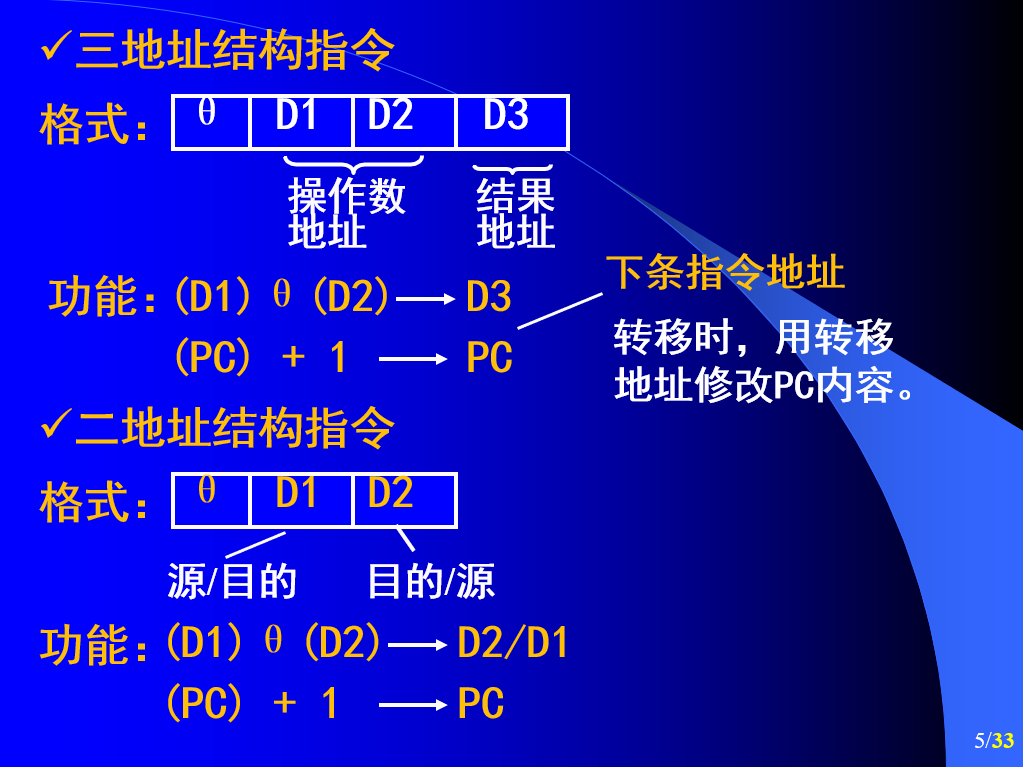 ✓三地址结构指令
格式： θ D1 D2 D3
操作数
地址
结果
地址
功能：(D1) θ (D2) → D3
(PC) + 1 → PC
下条指令地址
转移时，用转移
地址修改PC内容。
✓二地址结构指令
格式： θ D1 D2
源/目的 目的/源
功能：(D1) θ (D2) → D2/D1
(PC) + 1 → PC
5/33